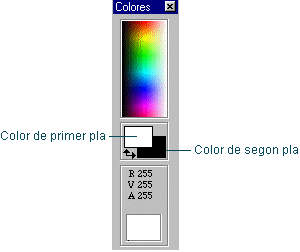 Colores
Color de primer pla
Color de segon pla
R 255
V 255
A 255